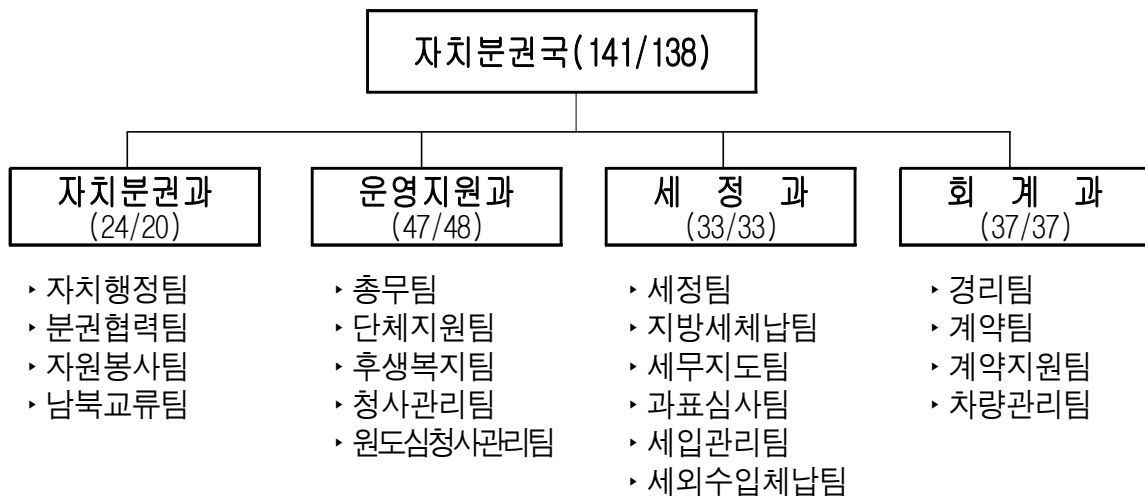 자치분권국(141/138)
자치분권과
(24/20)
‣ 자치행정팀
‣ 분권협력팀
‣ 자원봉사팀
‣ 남북교류팀
운영지원과
(47/48)
‣ 총무팀
‣ 단체지원팀
‣ 후생복지팀
‣ 청사관리팀
‣ 원도심청사관리팀
세 정 과
(33/33)
‣ 세정팀
‣ 지방세체납팀
‣ 세무지도팀
‣ 과표심사팀
‣ 세입관리팀
‣ 세외수입체납팀
회 계 과
(37/37)
‣ 경리팀
‣ 계약팀
‣ 계약지원팀
‣ 차량관리팀